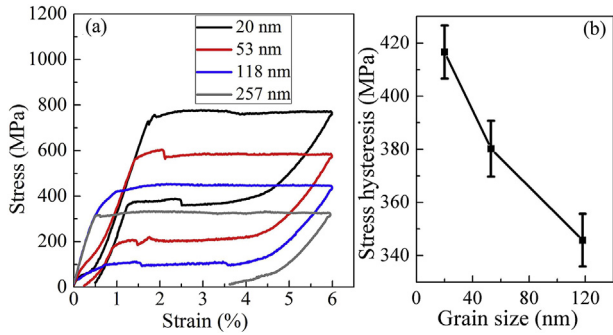 (a)
20 nm
53 nm
118 nm
257 nm
1200
1000
800
600
400
200
0
0 1 2 3 4 5 6
Stress (MPa)
Strain (%)
(b)
420
400
380
360
340
0 40 80 120
Stress hysteresis (MPa)
Grain size (nm)